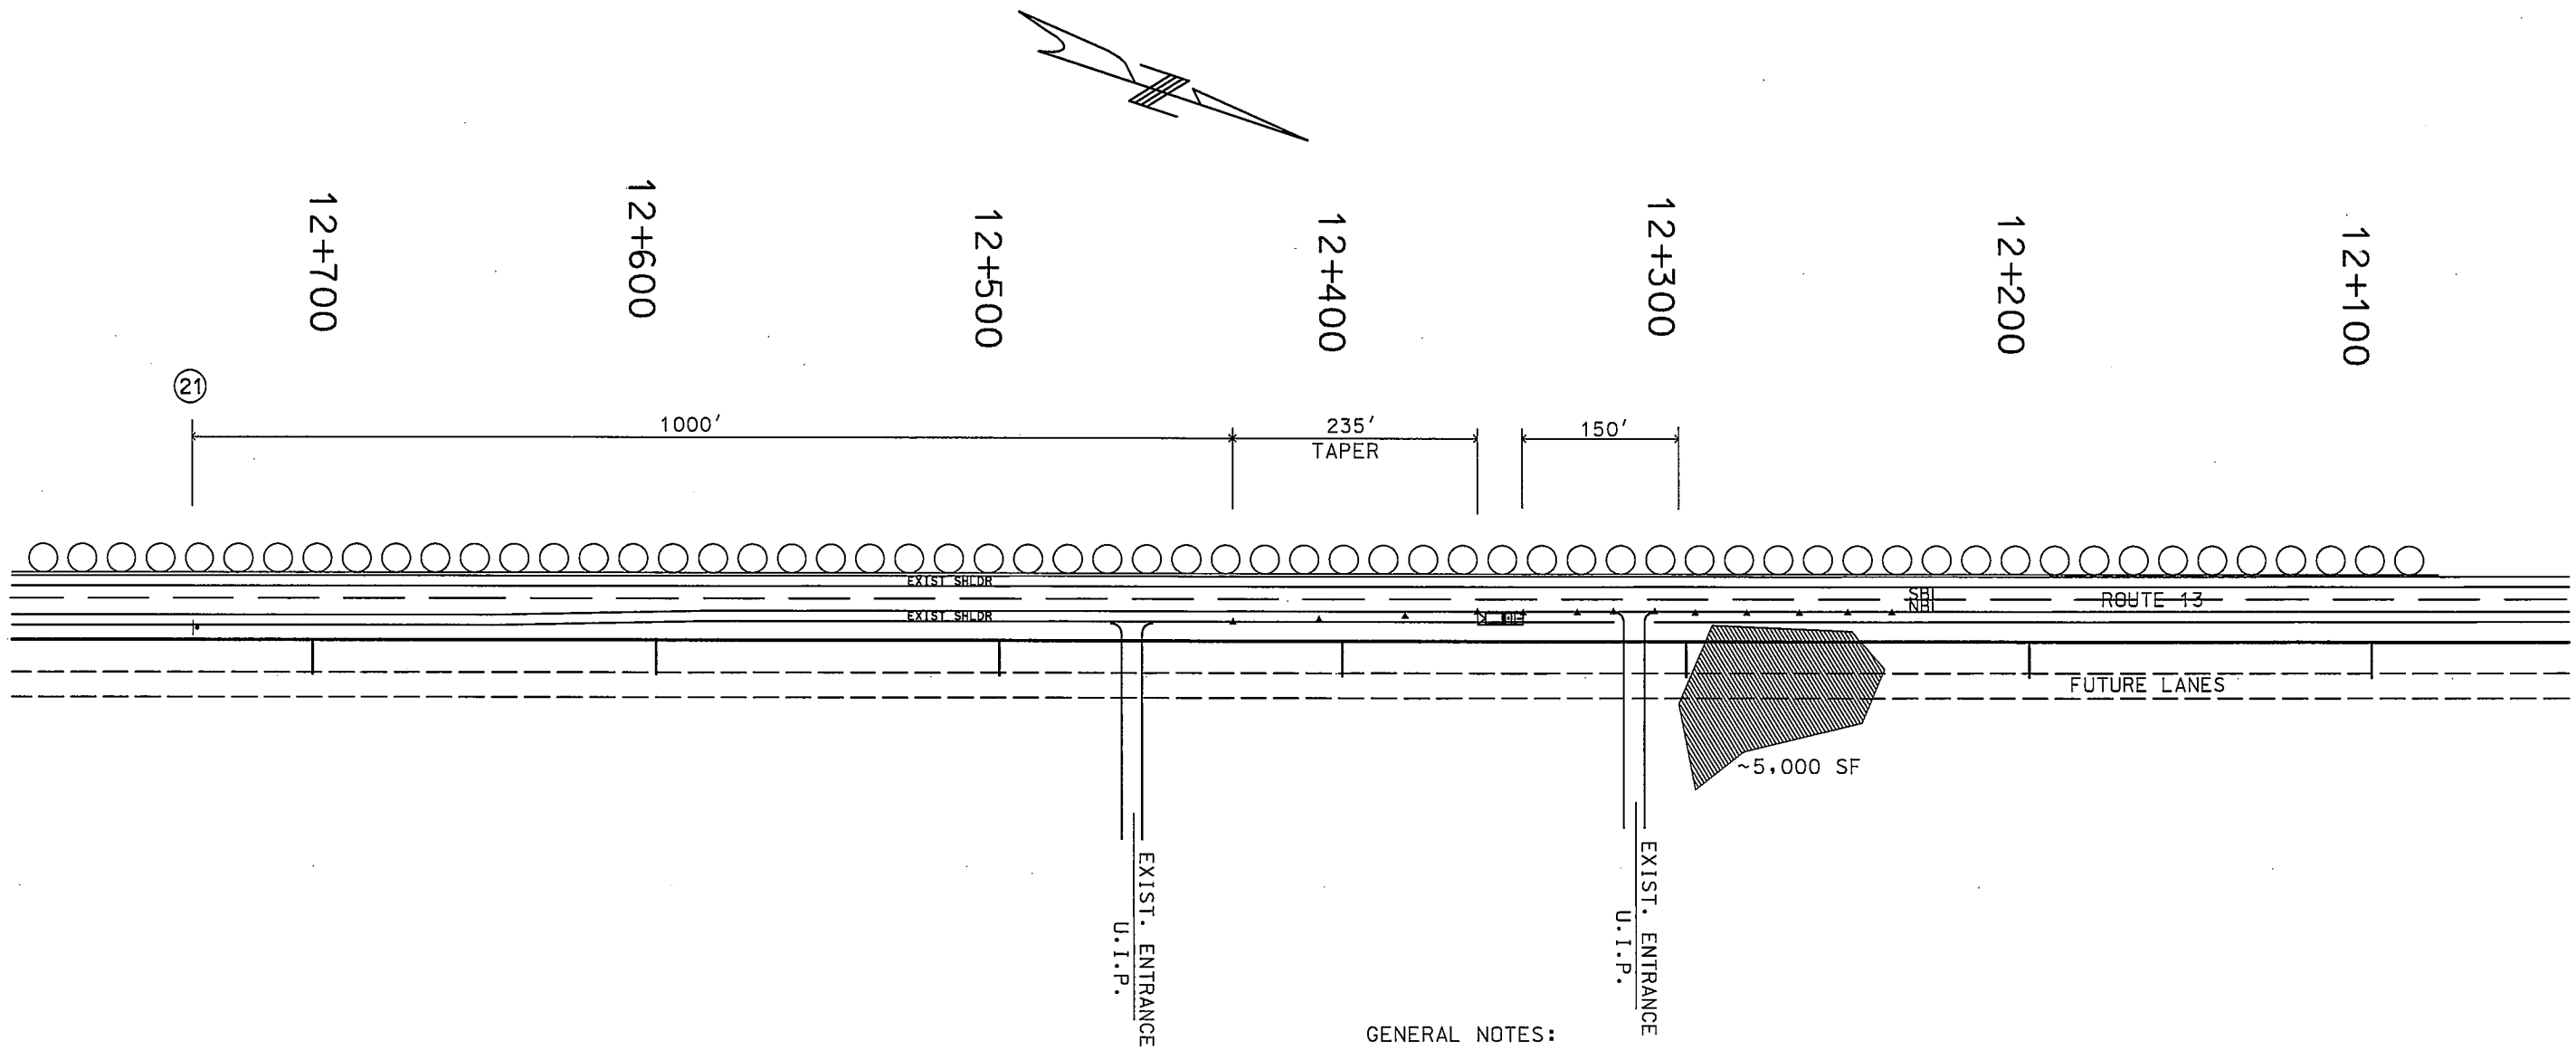 12+700
12+600
12+500
12+400
12+300
12+200
12+100
21
1000'
235'
TAPER
150'
EXIST SHLDR
EXIST SHLDR
SBL
NBL
ROUTE 13
FUTURE LANES
~5,000 SF
EXIST. ENTRANCE
U.I.P.
EXIST. ENTRANCE
U.I.P.
GENERAL NOTES: